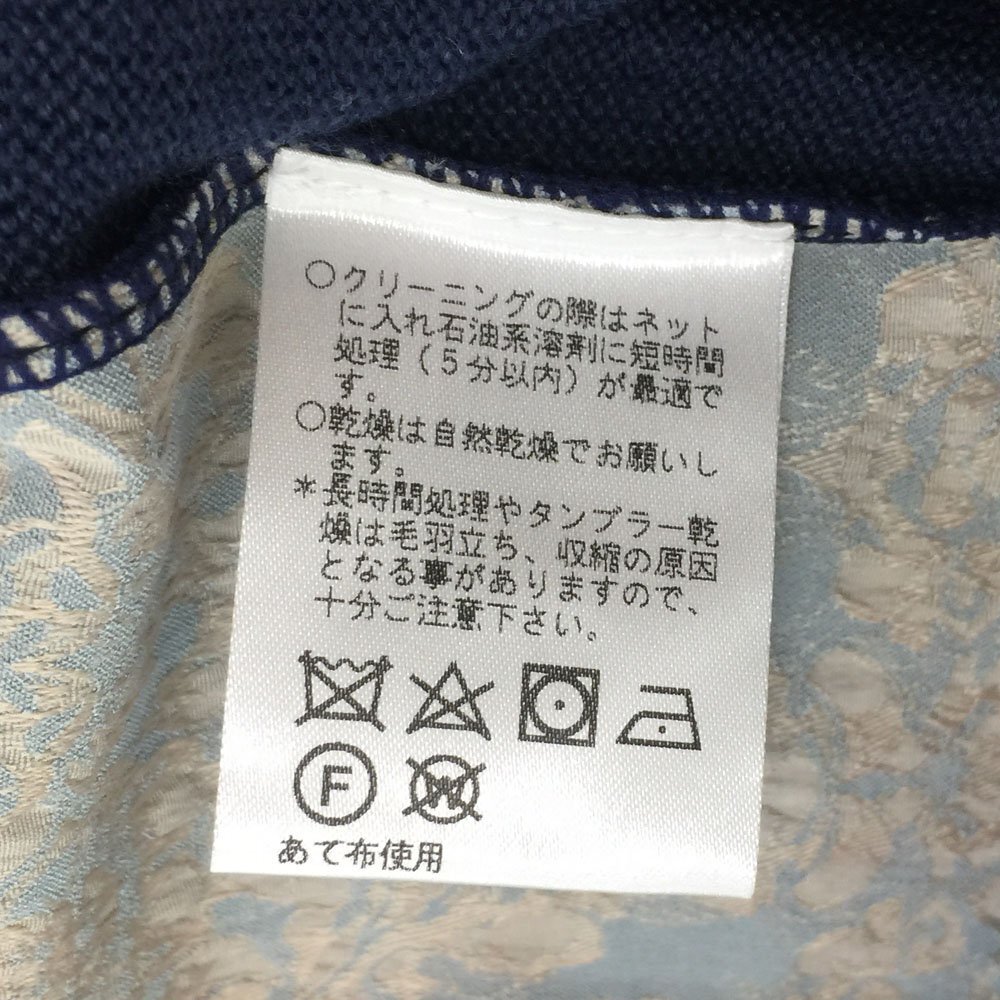 ○クリーニングの際はネット
に入れ石油系溶剤に短時間
処理（5分以内）が最適で
す。
○乾燥は自然乾燥でお願いし
ます。
＊長時間処理やタンブラー乾
燥は毛羽立ち、収縮の原因
となる事がありますので、
十分ご注意下さい。
F W
あて布使用